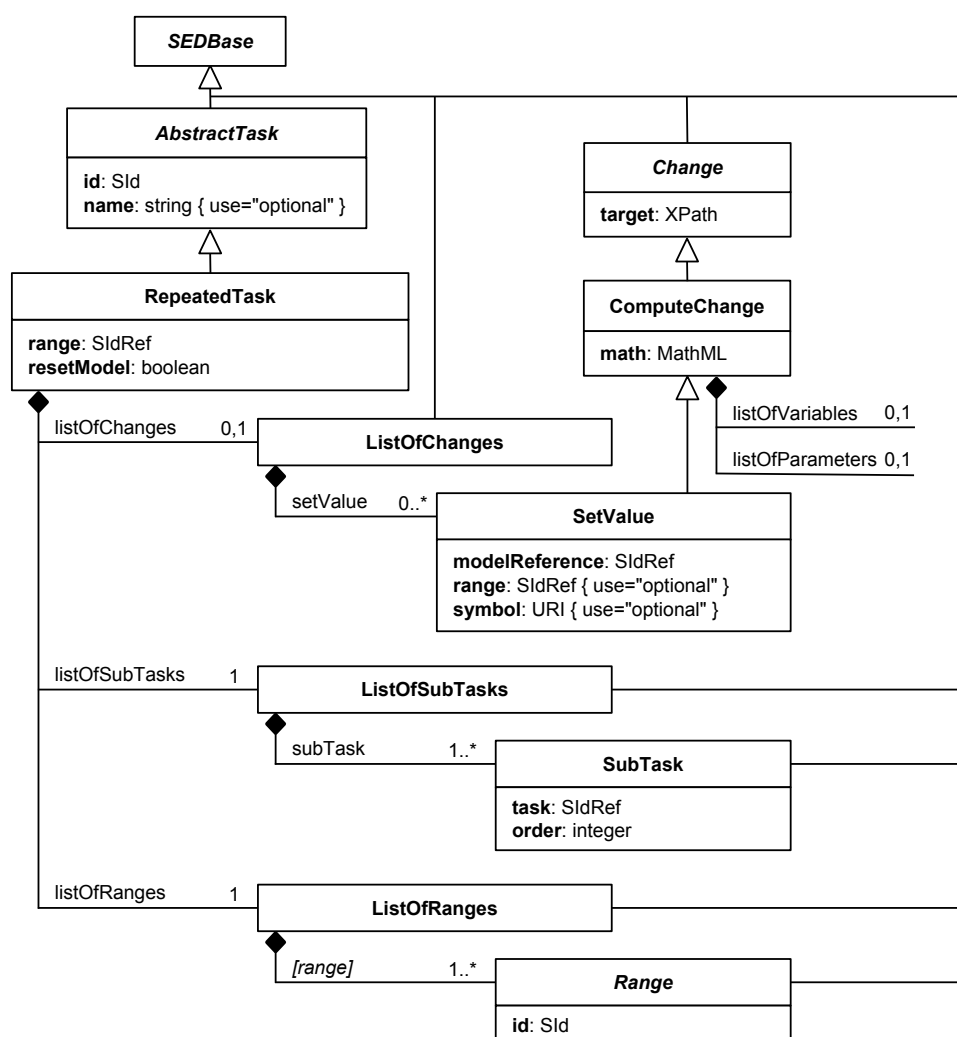 SEDBase
AbstractTask
id: SId
name: string { use="optional" }
Change
target: XPath
RepeatedTask
range: SIdRef
resetModel: boolean
ComputeChange
math: MathML
listOfChanges 0,1
ListOfChanges
listOfVariables 0,1
listOfParameters 0,1
setValue 0..*
SetValue
modelReference: SIdRef
range: SIdRef { use="optional" }
symbol: URI { use="optional" }
listOfSubTasks 1
ListOfSubTasks
subTask 1..*
SubTask
task: SIdRef
order: integer
listOfRanges 1
ListOfRanges
[range] 1..*
Range
id: SId